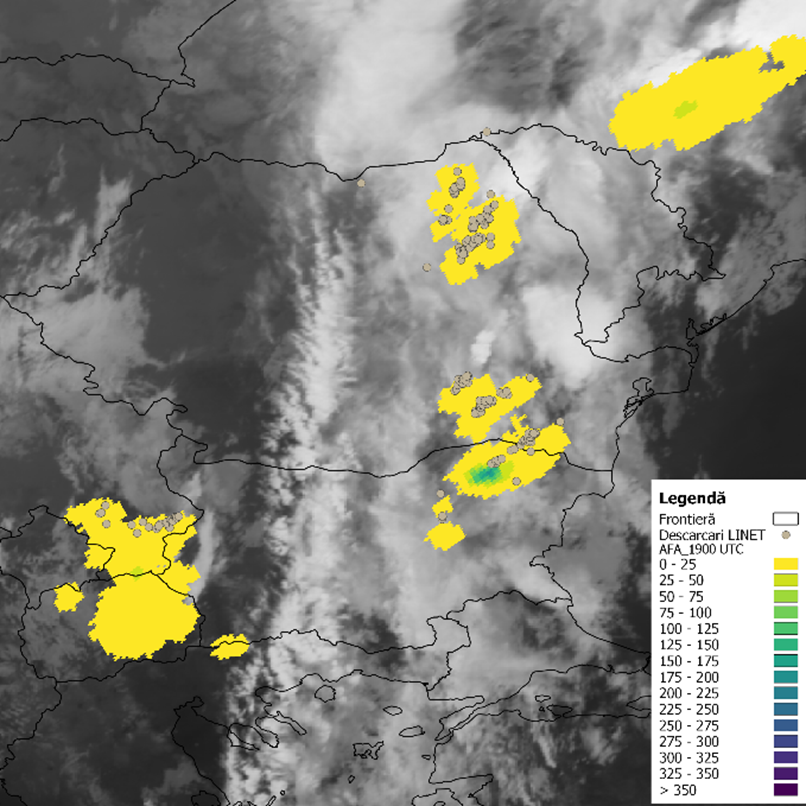 Legendă
Frontieră
Descarcari LINET
AFA_1900 UTC
0 - 25
25 - 50
50 - 75
75 - 100
100 - 125
125 - 150
150 - 175
175 - 200
200 - 225
225 - 250
250 - 275
275 - 300
300 - 325
325 - 350
> 350